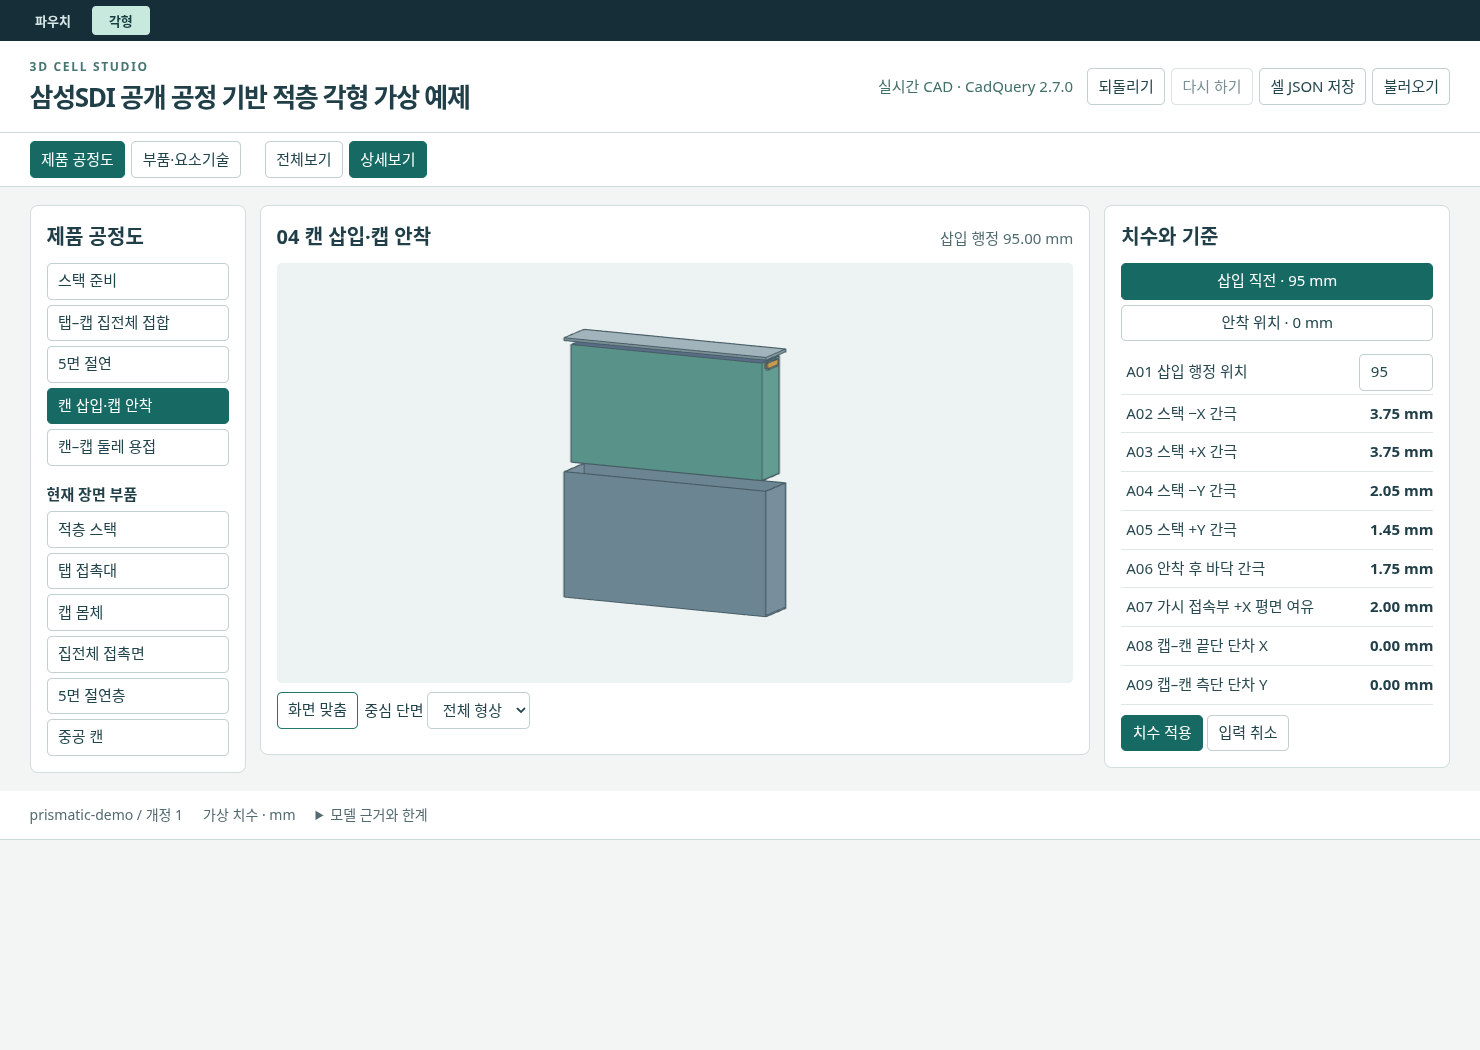 파우치 각형
3D CELL STUDIO
삼성SDI 공개 공정 기반 적층 각형 가상 예제
실시간 CAD · CadQuery 2.7.0 되돌리기 다시 하기 셀 JSON 저장 불러오기
제품 공정도 부품·요소기술 전체보기 상세보기
제품 공정도
스택 준비
탭–캡 집전체 접합
5면 절연
캔 삽입·캡 안착
캔–캡 둘레 용접
현재 장면 부품
적층 스택
탭 접촉대
캡 몸체
집전체 접촉면
5면 절연층
중공 캔
04 캔 삽입·캡 안착 삽입 행정 95.00 mm
화면 맞춤 중심 단면 전체 형상
치수와 기준
삽입 직전 · 95 mm
안착 위치 · 0 mm
A01 삽입 행정 위치 95
A02 스택 −X 간극 3.75 mm
A03 스택 +X 간극 3.75 mm
A04 스택 −Y 간극 2.05 mm
A05 스택 +Y 간극 1.45 mm
A06 안착 후 바닥 간극 1.75 mm
A07 가시 접속부 +X 평면 여유 2.00 mm
A08 캡–캔 끝단 단차 X 0.00 mm
A09 캡–캔 측단 단차 Y 0.00 mm
치수 적용 입력 취소
prismatic-demo / 개정 1 가상 치수 · mm ▶ 모델 근거와 한계